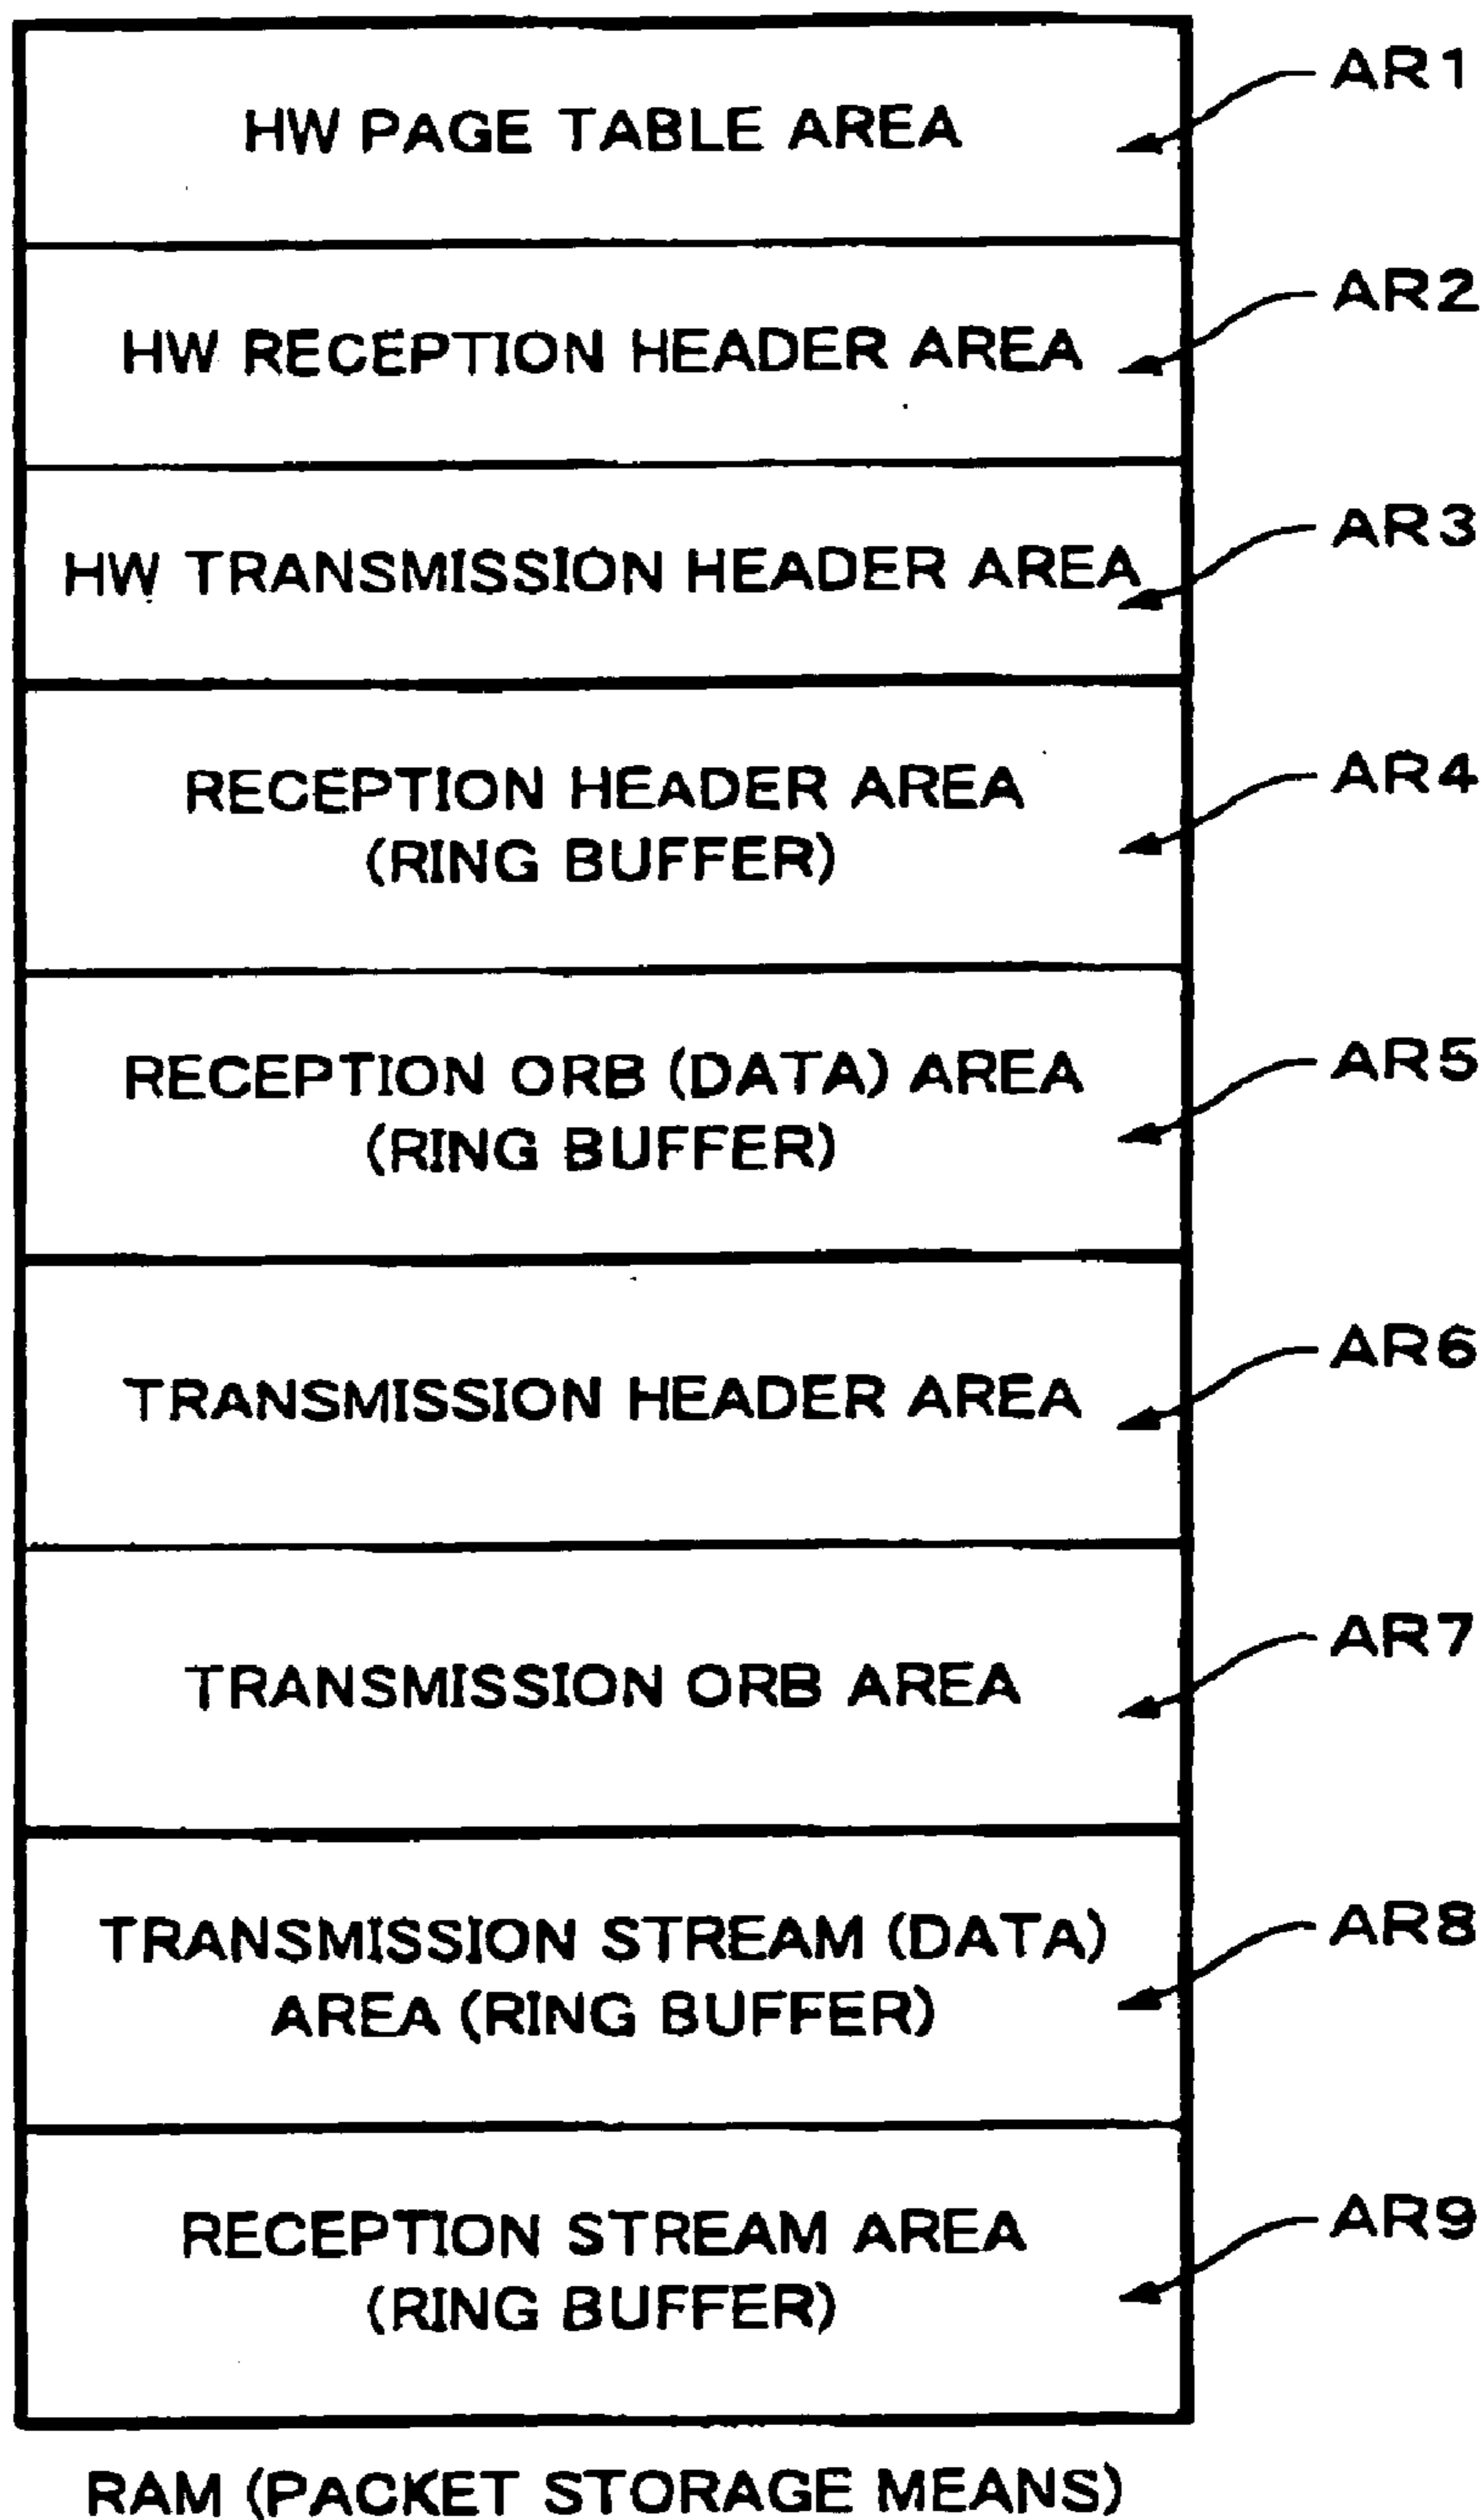 HW PAGE TABLE AREA
AR1
HW RECEPTION HEADER AREA
AR2
HW TRANSMISSION HEADER AREA
AR3
RECEPTION HEADER AREA
(RING BUFFER)
AR4
RECEPTION ORB (DATA) AREA
(RING BUFFER)
AR5
TRANSMISSION HEADER AREA
AR6
TRANSMISSION ORB AREA
AR7
TRANSMISSION STREAM (DATA)
AREA (RING BUFFER)
AR8
RECEPTION STREAM AREA
(RING BUFFER)
AR9
RAM (PACKET STORAGE MEANS)